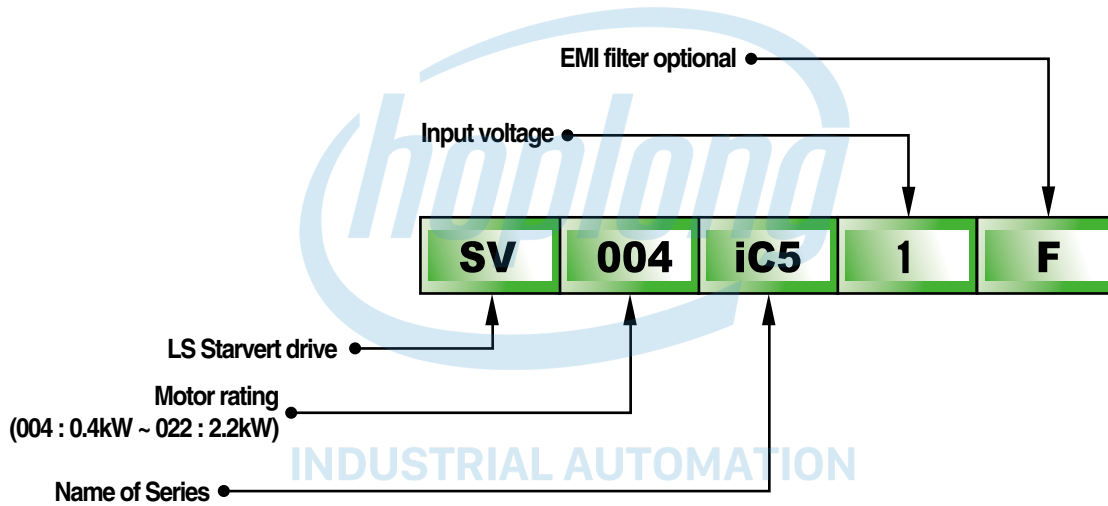 EMI filter optional
Input voltage
hoplong
SV 004 iC5 1 F
LS Starvert drive
Motor rating
(004 : 0.4kW ~ 022 : 2.2kW)
INDUSTRIAL AUTOMATION
Name of Series